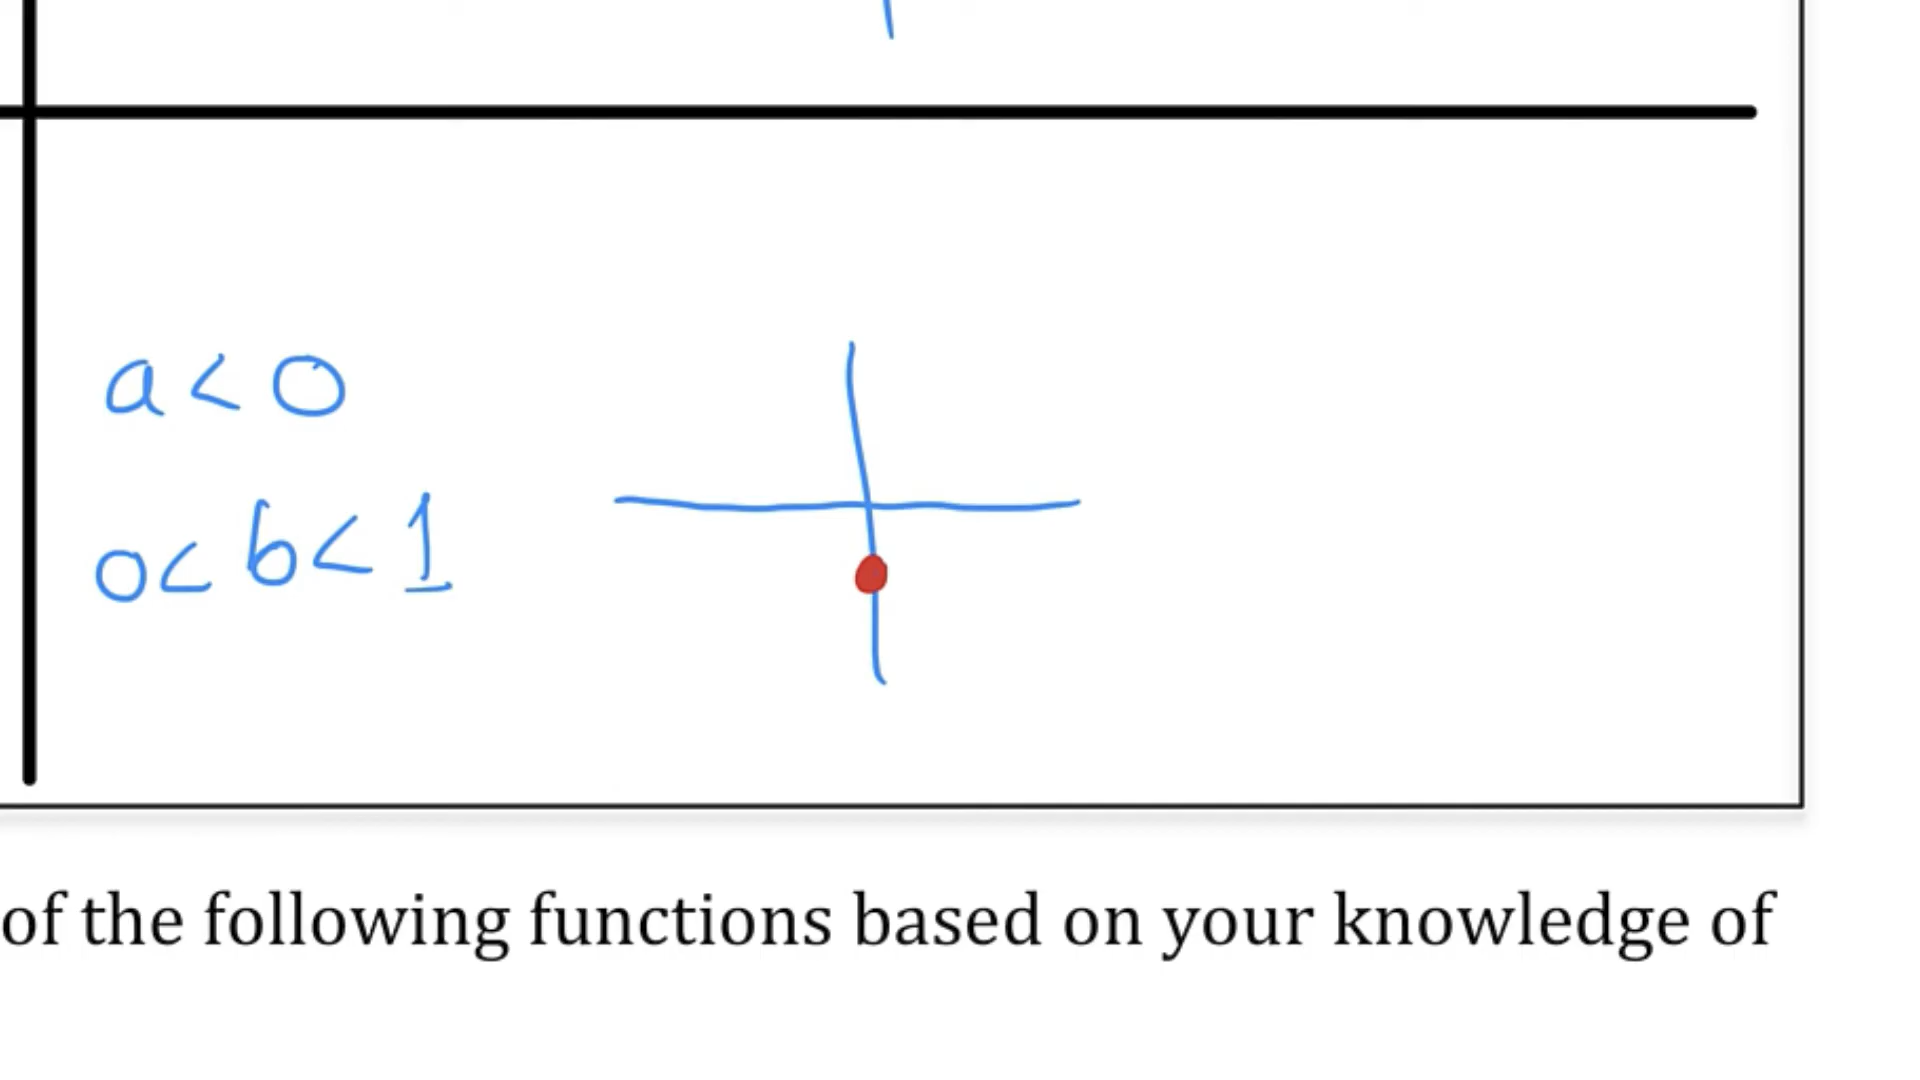 a < 0
0 < b < 1
of the following functions based on your knowledge of